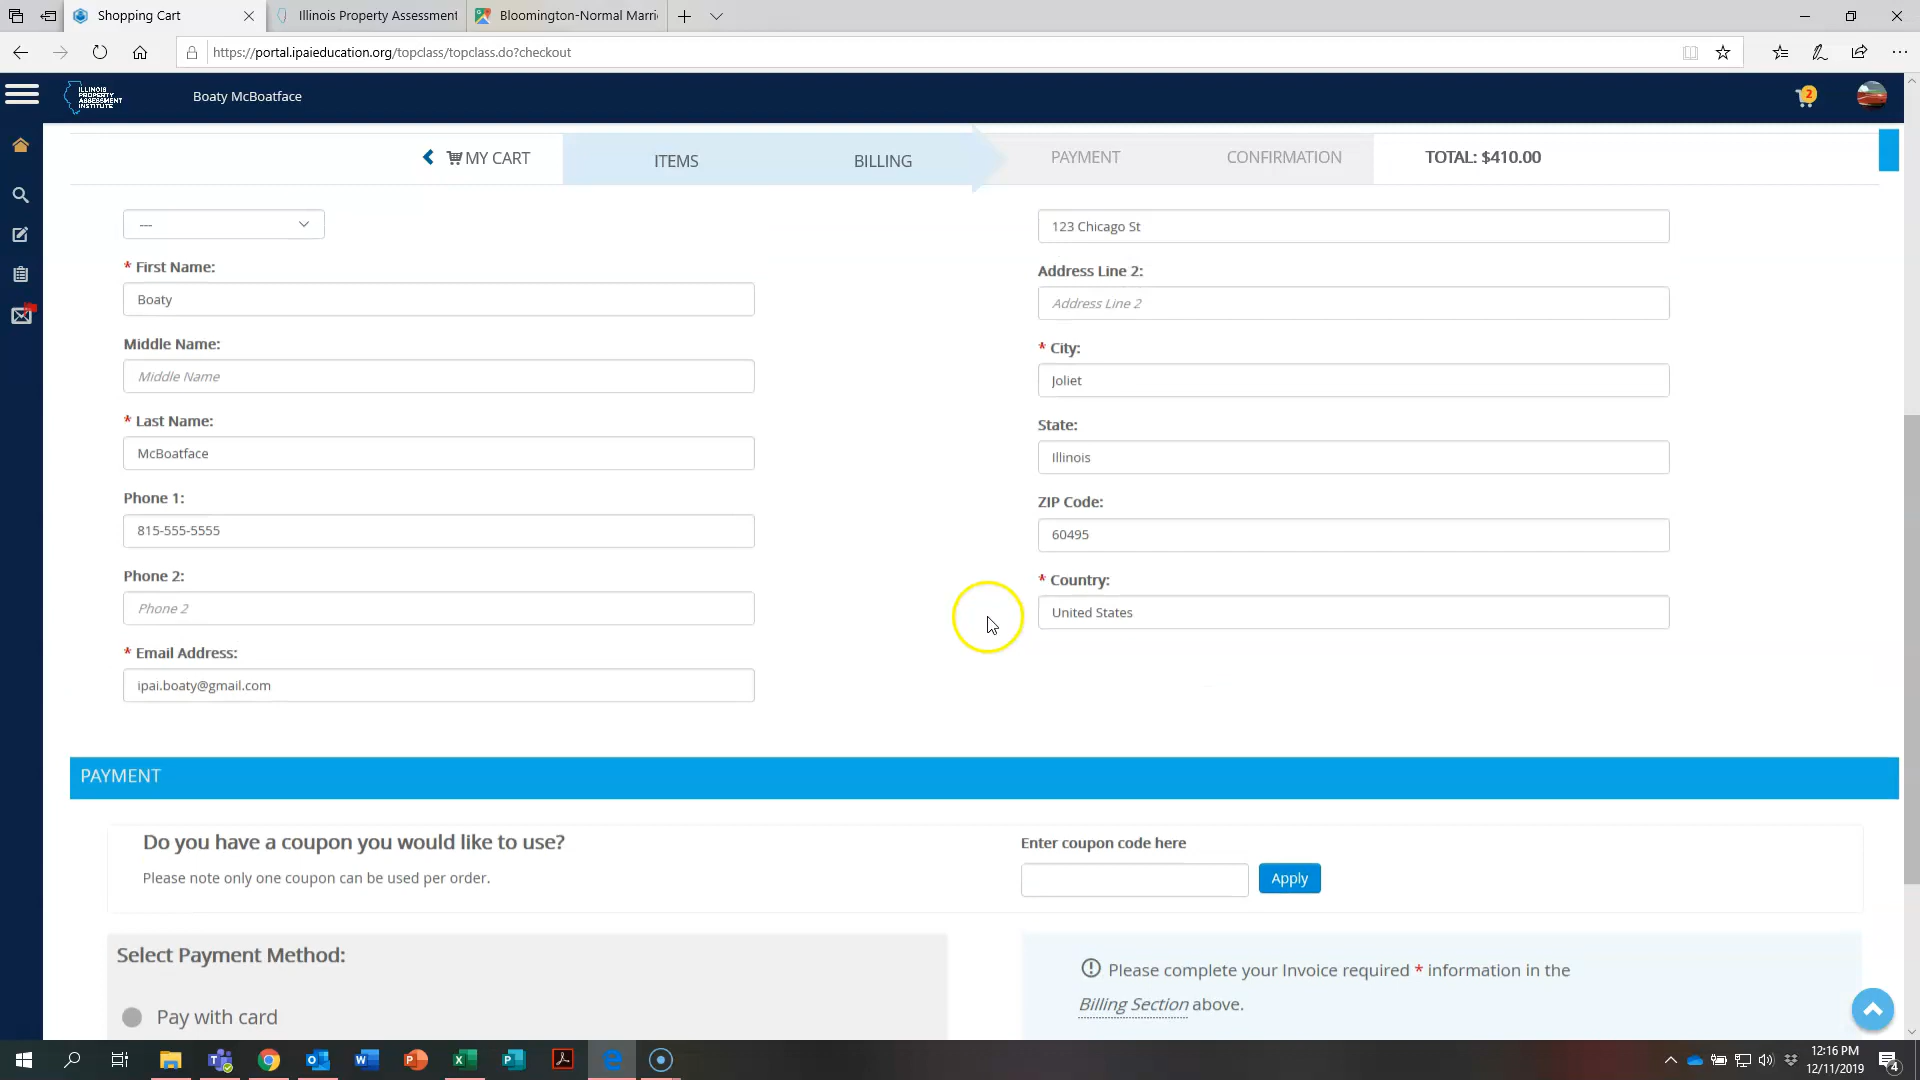 Shopping Cart
Illinois Property Assessment
Bloomington-Normal Marri
https://portal.ipaieducation.org/topclass/topclass.do?checkout
ILLINOIS
PROPERTY
ASSESSMENT
INSTITUTE
Boaty McBoatface
2
MY CART
ITEMS
BILLING
PAYMENT
CONFIRMATION
TOTAL: $410.00
---
* First Name:
Boaty
Middle Name:
Middle Name
* Last Name:
McBoatface
Phone 1:
815-555-5555
Phone 2:
Phone 2
* Email Address:
ipai.boaty@gmail.com
123 Chicago St
Address Line 2:
Address Line 2
* City:
Joliet
State:
Illinois
ZIP Code:
60495
* Country:
United States
PAYMENT
Do you have a coupon you would like to use?
Please note only one coupon can be used per order.
Enter coupon code here
Apply
Select Payment Method:
Pay with card
Please complete your Invoice required * information in the
Billing Section above.
12:16 PM
12/11/2019
4